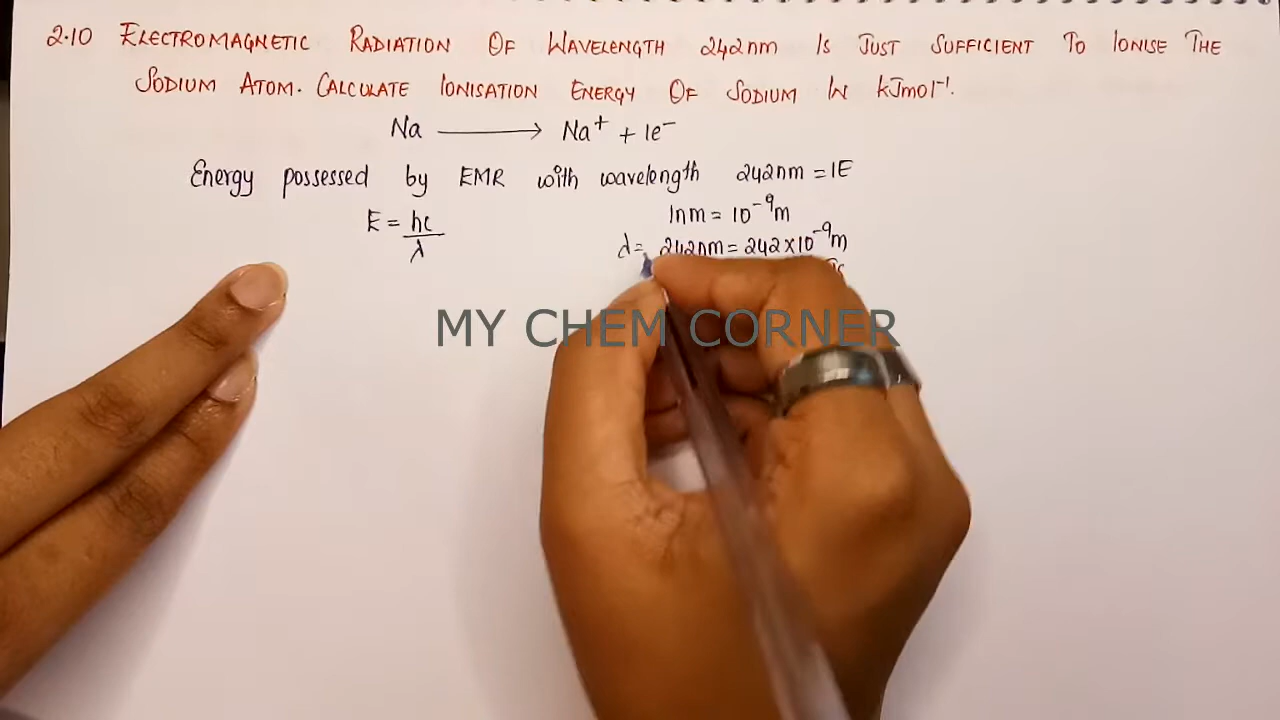 2.10 ELECTROMAGNETIC RADIATION OF WAVELENGTH 242nm IS JUST SUFFICIENT TO IONISE THE
SODIUM ATOM. CALCULATE IONISATION ENERGY OF SODIUM IN kJmol⁻¹.
Na ⟶ Na⁺ + 1e⁻
Energy possessed by EMR with wavelength 242nm = IE
E = hc/λ
1nm = 10⁻⁹m
λ = 242nm = 242×10⁻⁹m
MY CHEM CORNER